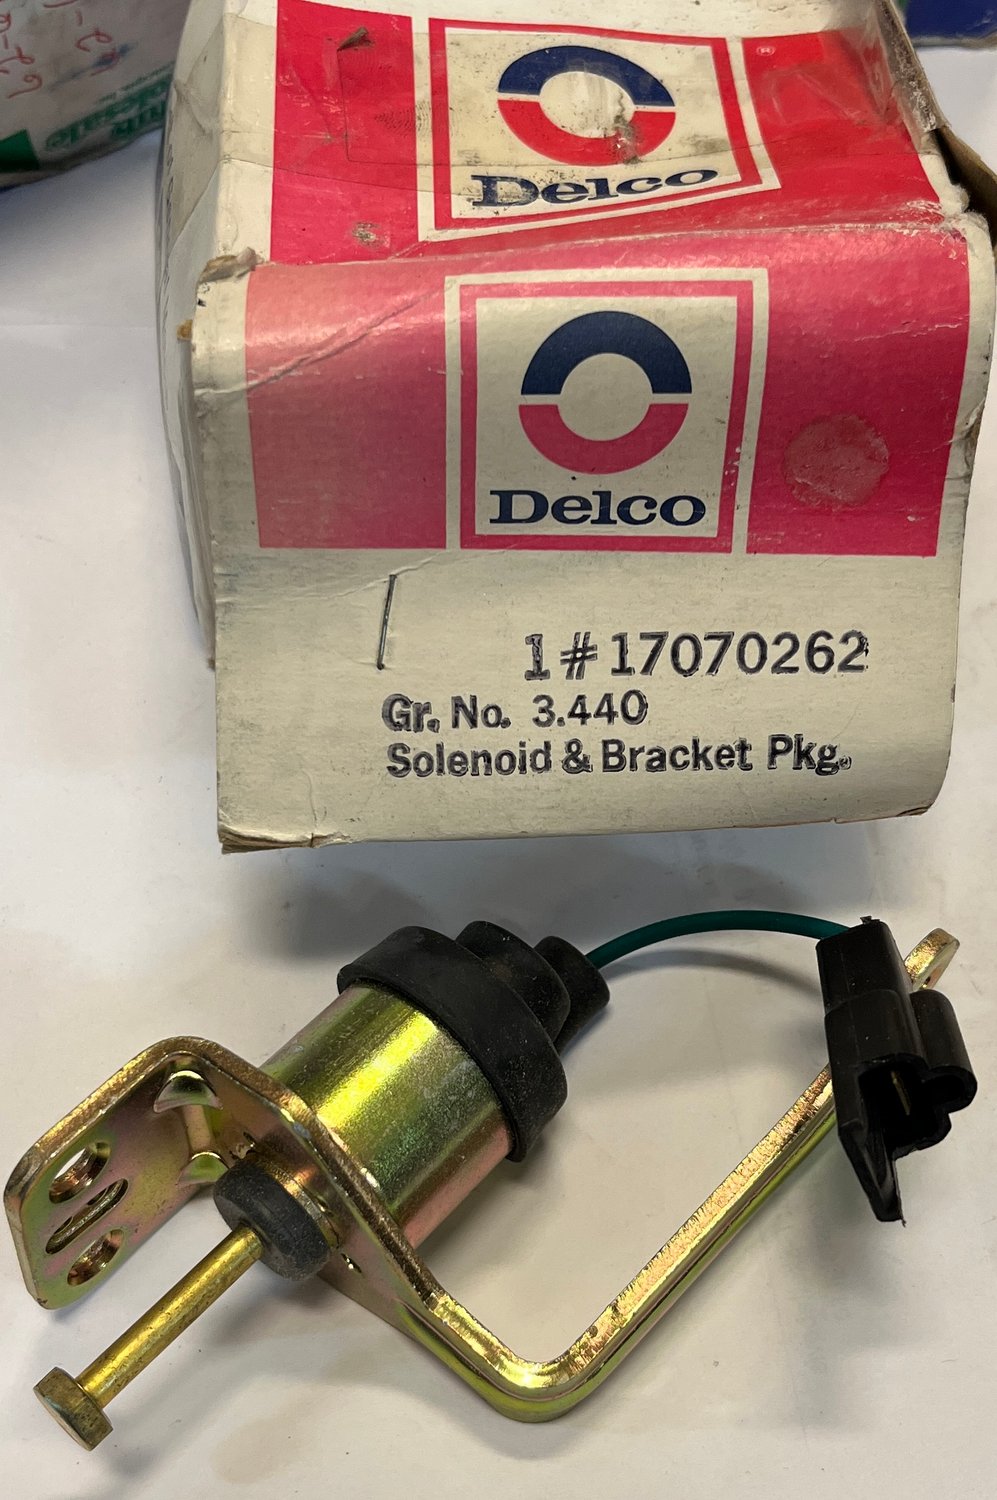 Delco
Delco
1 # 17070262
Gr. No. 3.440
Solenoid & Bracket Pkg.